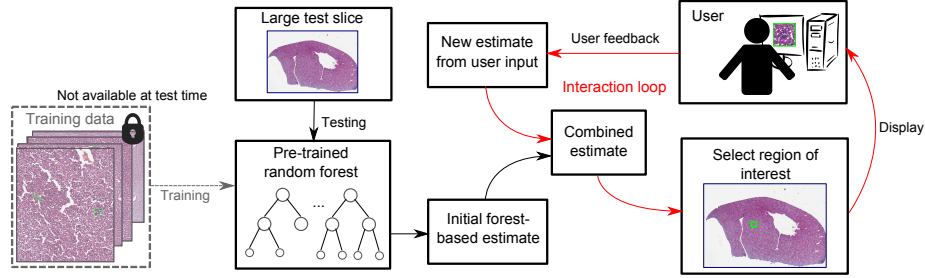 Not available at test time
Training data
Training
Large test slice
Testing
Pre-trained
random forest
...
Initial forest-
based estimate
New estimate
from user input
User feedback
Interaction loop
Combined
estimate
User
Display
Select region of
interest